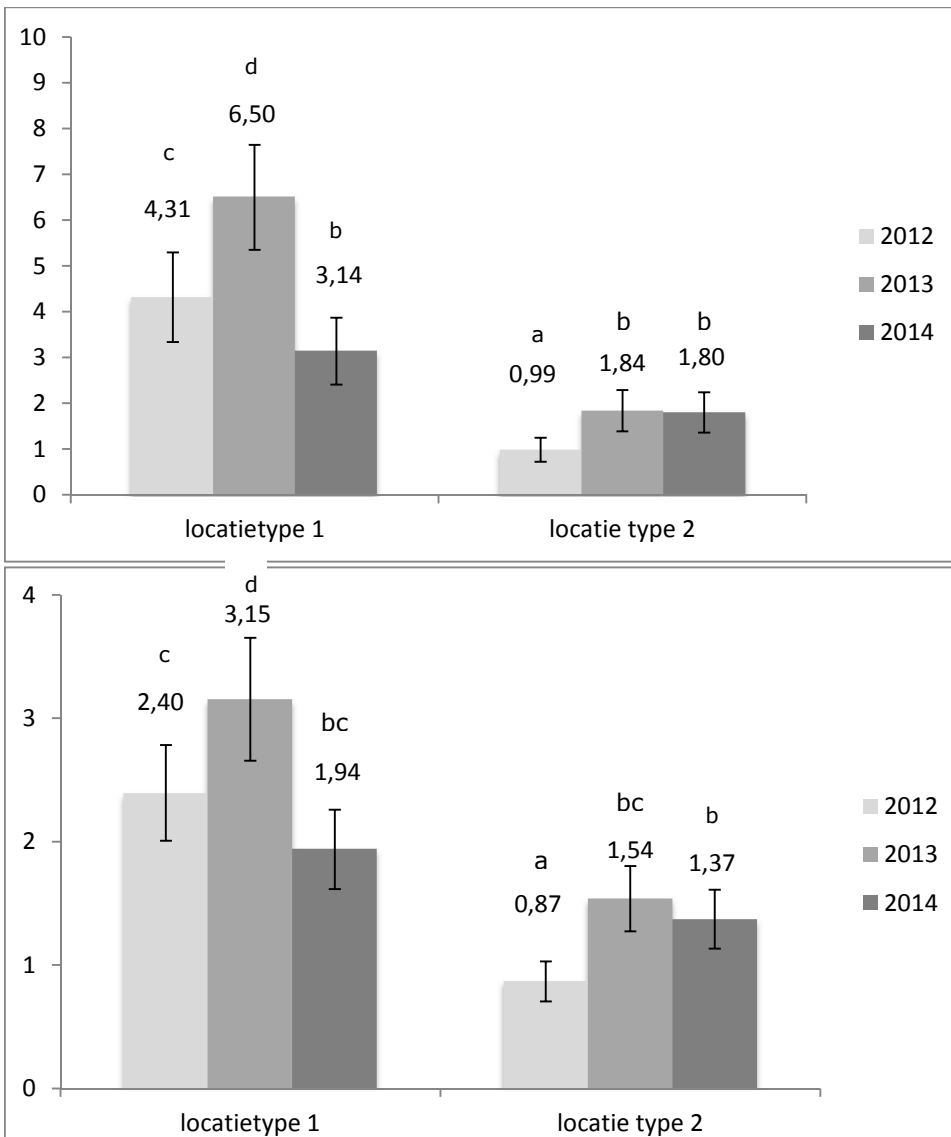 10
9
8
7
6
5
4
3
2
1
0
d
6,50
c
4,31
b
3,14
a
0,99
b
1,84
b
1,80
locatietype 1
locatie type 2
2012
2013
2014
4
3
2
1
0
d
3,15
c
2,40
bc
1,94
a
0,87
bc
1,54
b
1,37
locatietype 1
locatie type 2
2012
2013
2014